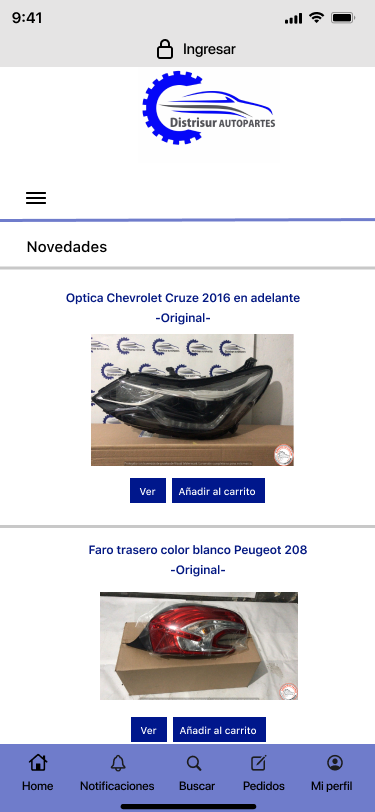 9:41
Ingresar
Distrisur AUTOPARTES
Novedades
Optica Chevrolet Cruze 2016 en adelante
-Original-
Ver
Añadir al carrito
Faro trasero color blanco Peugeot 208
-Original-
Ver
Añadir al carrito
Home
Notificaciones
Buscar
Pedidos
Mi perfil